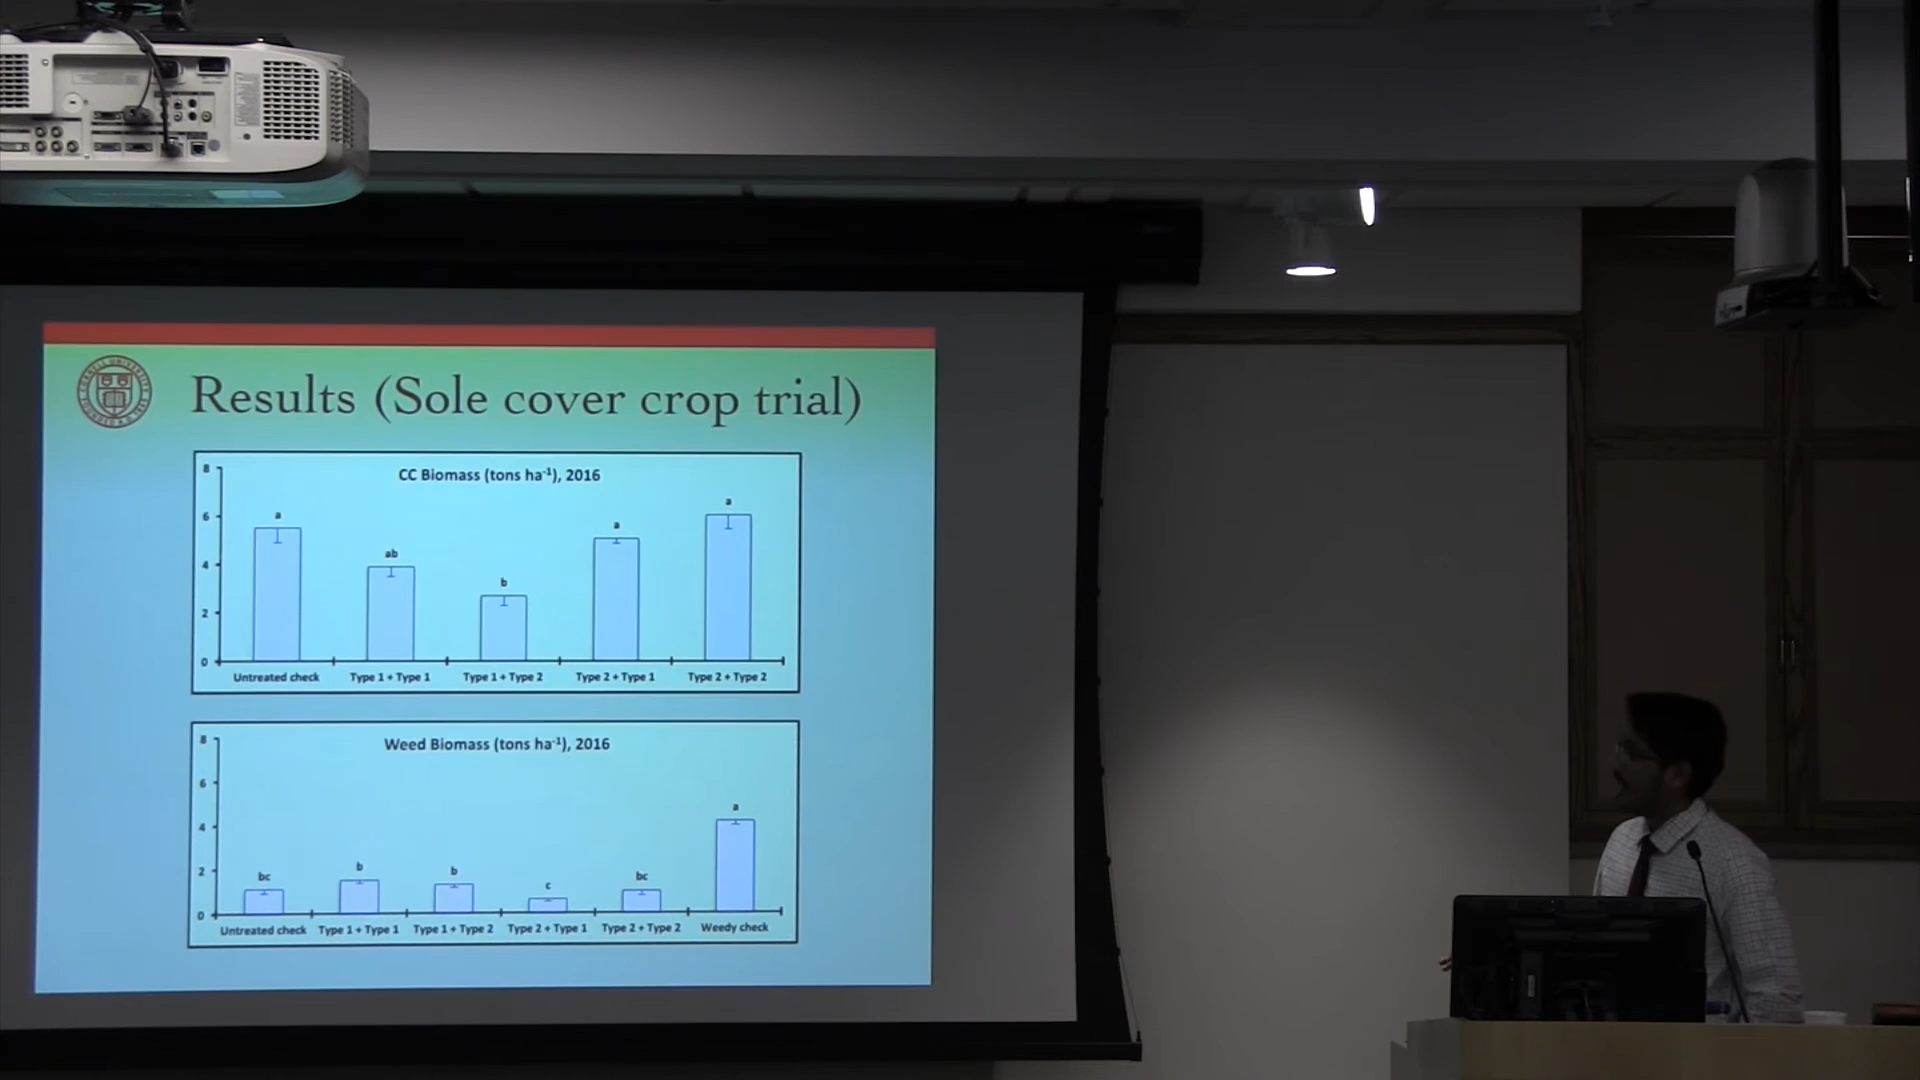 Results (Sole cover crop trial)
CC Biomass (tons ha⁻¹), 2016
8
6
4
2
0
a
ab
b
a
a
Untreated check Type 1 + Type 1 Type 1 + Type 2 Type 2 + Type 1 Type 2 + Type 2
Weed Biomass (tons ha⁻¹), 2016
8
6
4
2
0
bc
b
b
c
bc
a
Untreated check Type 1 + Type 1 Type 1 + Type 2 Type 2 + Type 1 Type 2 + Type 2 Weedy check